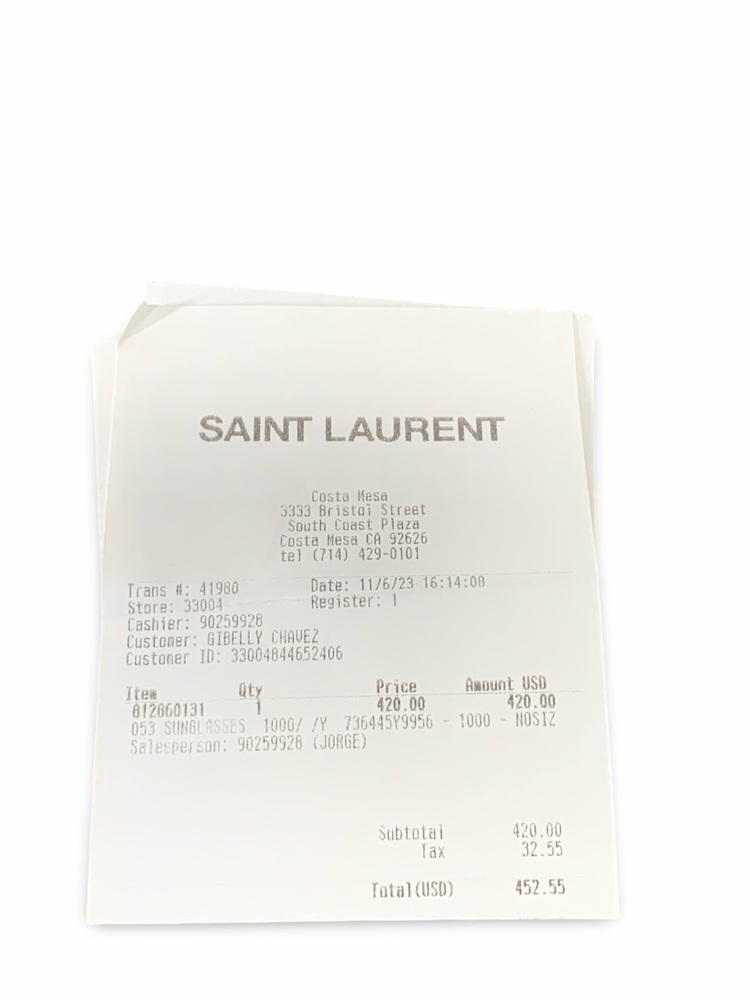 SAINT LAURENT
Costa Mesa
3333 Bristol Street
South Coast Plaza
Costa Mesa CA 92626
tel (714) 429-0101
Trans #: 41980 Date: 11/6/23 16:14:08
Store: 33004 Register: 1
Cashier: 90259928
Customer: GIBELLY CHAVEZ
Customer ID: 33004844652406
Item Qty Price Amount USD
812660131 1 420.00 420.00
053 SUNGLASSES 1000/ /Y 736445Y9956 - 1000 - NOSIZ
Salesperson: 90259928 (JORGE)
Subtotal 420.00
Tax 32.55
Total(USD) 452.55